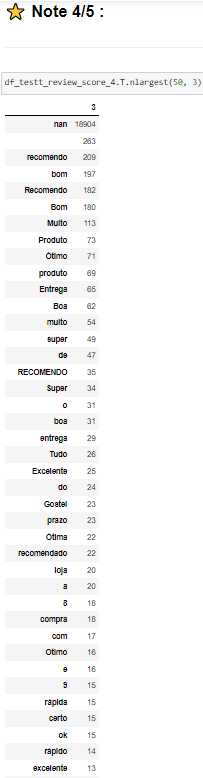 ⭐ Note 4/5 :
df_testt_review_score_4.T.nlargest(50, 3)
3
nan 18904
263
recomendo 209
bom 197
Recomendo 182
Bom 180
Muito 113
Produto 73
Ótimo 71
produto 69
Entrega 65
Boa 62
muito 54
super 49
de 47
RECOMENDO 35
Super 34
o 31
boa 31
entrega 29
Tudo 26
Excelente 25
do 24
Gostei 23
prazo 23
Ótima 22
recomendado 22
loja 20
a 20
8 18
compra 18
com 17
Otimo 16
e 16
9 15
rápida 15
certo 15
ok 15
rápido 14
excelente 13